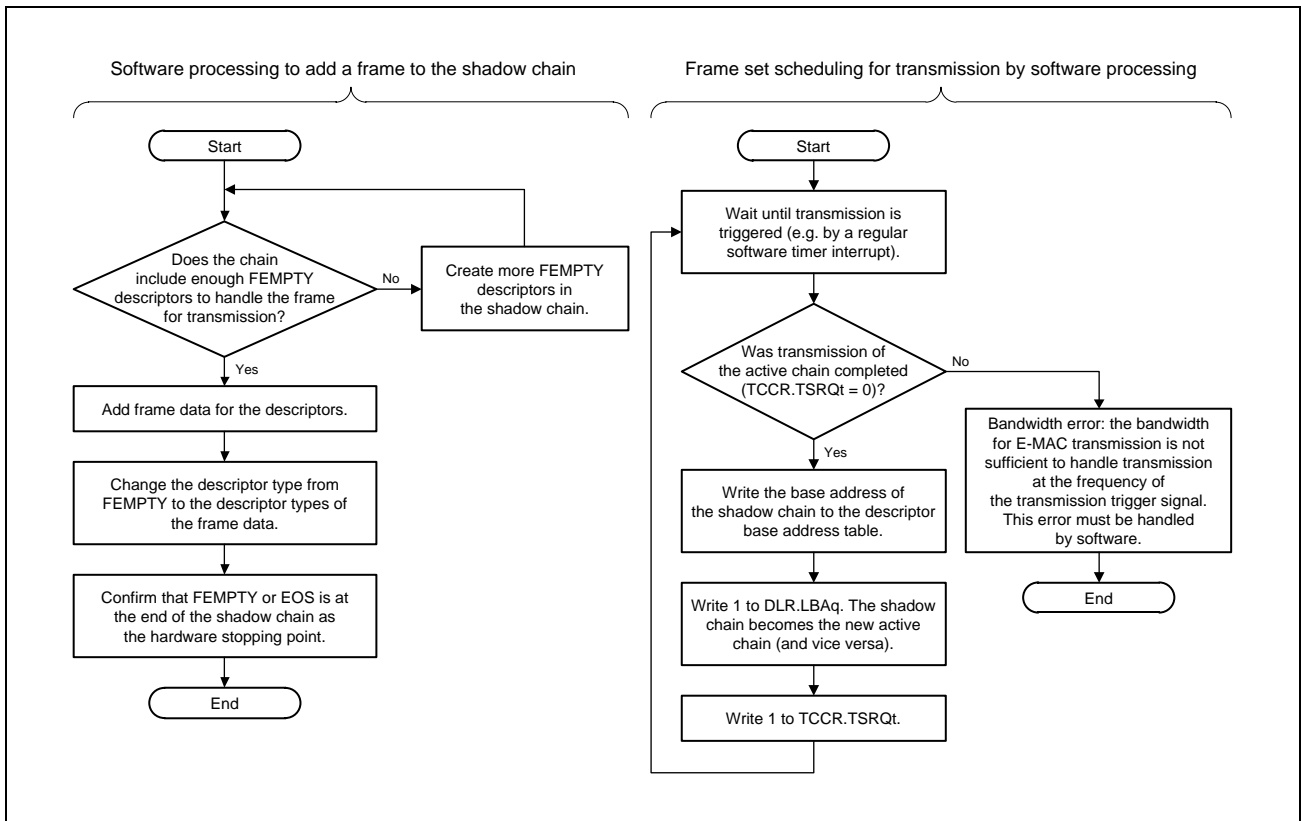 Software processing to add a frame to the shadow chain
Start
Does the chain
include enough FEMPTY
descriptors to handle the frame
for transmission?
No
Create more FEMPTY
descriptors in
the shadow chain.
Yes
Add frame data for the descriptors.
Change the descriptor type from
FEMPTY to the descriptor types of
the frame data.
Confirm that FEMPTY or EOS is at
the end of the shadow chain as
the hardware stopping point.
End
Frame set scheduling for transmission by software processing
Start
Wait until transmission is
triggered (e.g. by a regular
software timer interrupt).
Was transmission of
the active chain completed
(TCCR.TSRQt = 0)?
No
Bandwidth error: the bandwidth
for E-MAC transmission is not
sufficient to handle transmission
at the frequency of
the transmission trigger signal.
This error must be handled
by software.
End
Yes
Write the base address of
the shadow chain to the descriptor
base address table.
Write 1 to DLR.LBAq. The shadow
chain becomes the new active
chain (and vice versa).
Write 1 to TCCR.TSRQt.